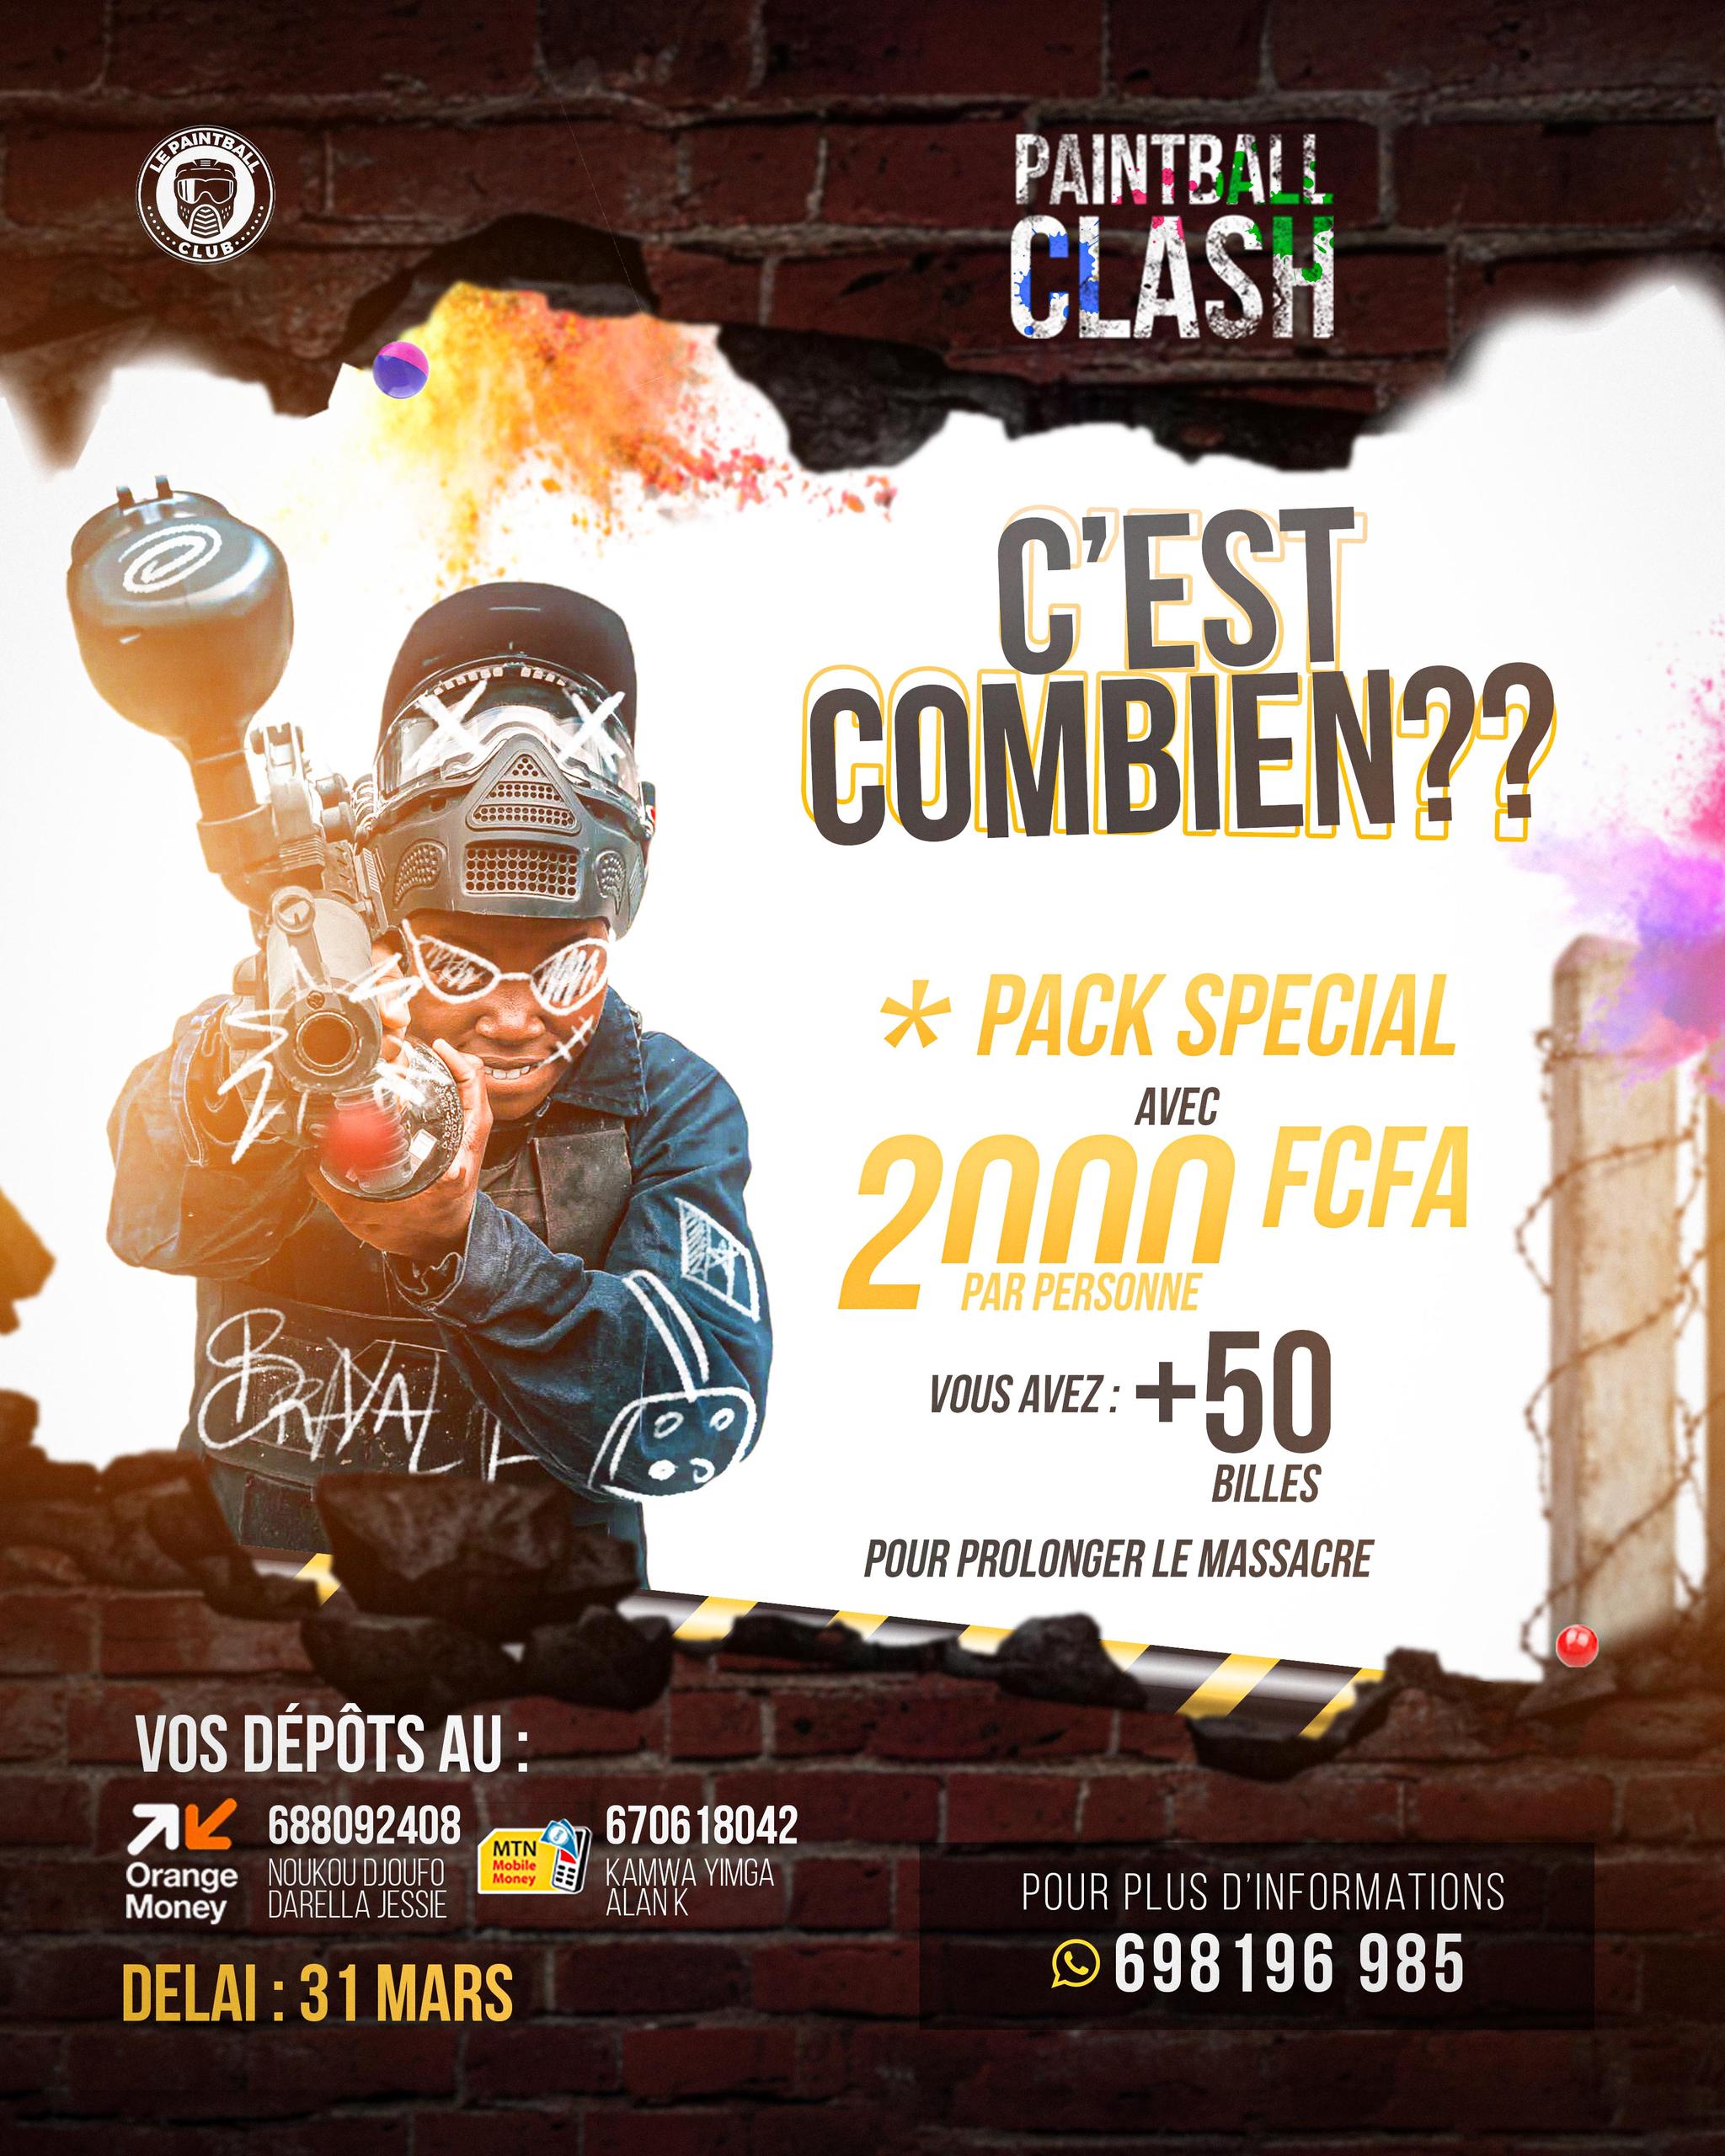 LE PAINTBALL
CLUB
PAINTBALL
CLASH
C'EST
COMBIEN??
* PACK SPECIAL
AVEC
2000 FCFA
PAR PERSONNE
VOUS AVEZ : +50
BILLES
POUR PROLONGER LE MASSACRE
VOS DÉPÔTS AU :
Orange
Money
688092408
NOUKOU DJOUFO
DARELLA JESSIE
MTN
Mobile
Money
670618042
KAMWA YIMGA
ALAN K
DELAI : 31 MARS
POUR PLUS D'INFORMATIONS
698196 985